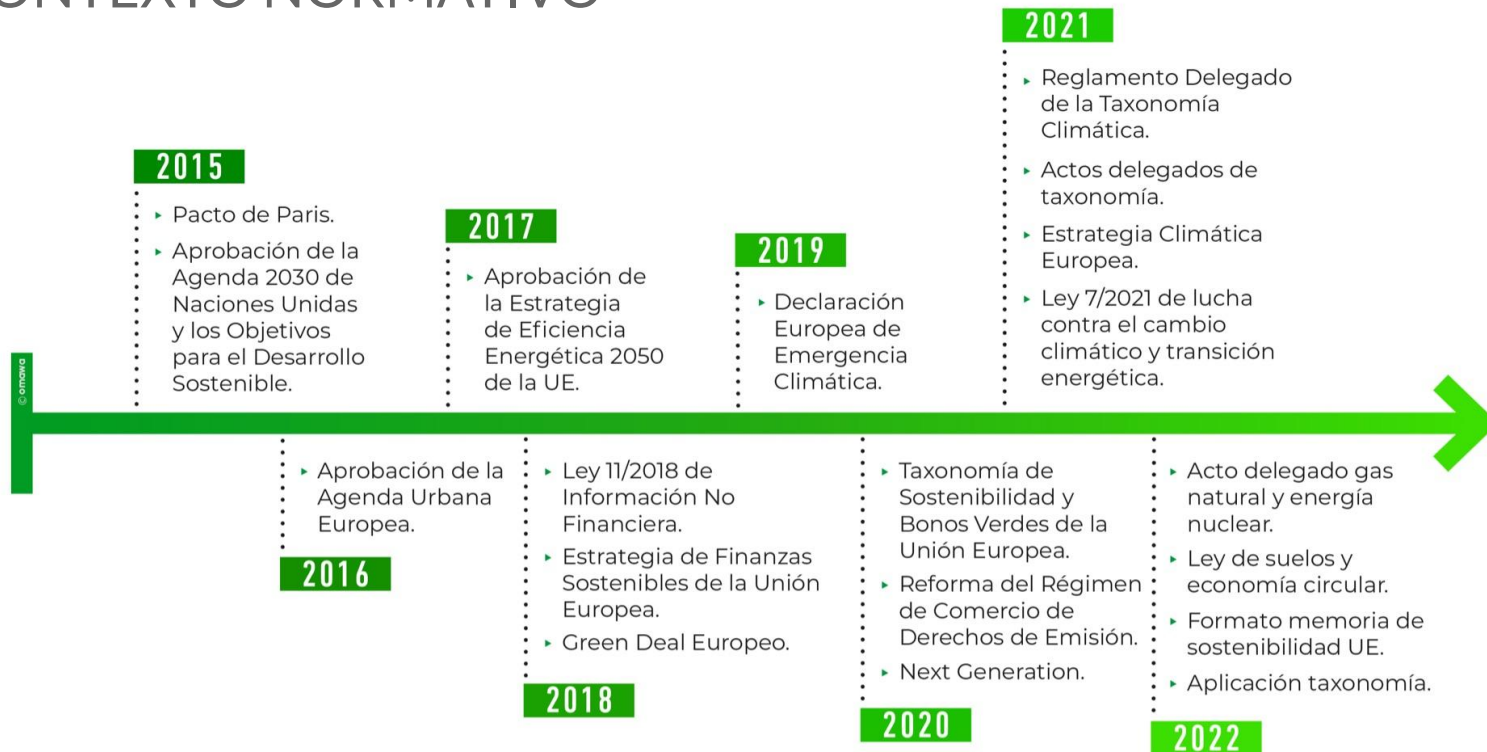 CONTEXTO NORMATIVO
2015
▸ Pacto de Paris.
▸ Aprobación de la
Agenda 2030 de
Naciones Unidas
y los Objetivos
para el Desarrollo
Sostenible.
2017
▸ Aprobación de
la Estrategia
de Eficiencia
Energética 2050
de la UE.
2019
▸ Declaración
Europea de
Emergencia
Climática.
2021
▸ Reglamento Delegado
de la Taxonomía
Climática.
▸ Actos delegados de
taxonomía.
▸ Estrategia Climática
Europea.
▸ Ley 7/2021 de lucha
contra el cambio
climático y transición
energética.
© omawa
▸ Aprobación de la
Agenda Urbana
Europea.
2016
▸ Ley 11/2018 de
Información No
Financiera.
▸ Estrategia de Finanzas
Sostenibles de la Unión
Europea.
▸ Green Deal Europeo.
2018
▸ Taxonomía de
Sostenibilidad y
Bonos Verdes de la
Unión Europea.
▸ Reforma del Régimen
de Comercio de
Derechos de Emisión.
▸ Next Generation.
2020
▸ Acto delegado gas
natural y energía
nuclear.
▸ Ley de suelos y
economía circular.
▸ Formato memoria de
sostenibilidad UE.
▸ Aplicación taxonomía.
2022